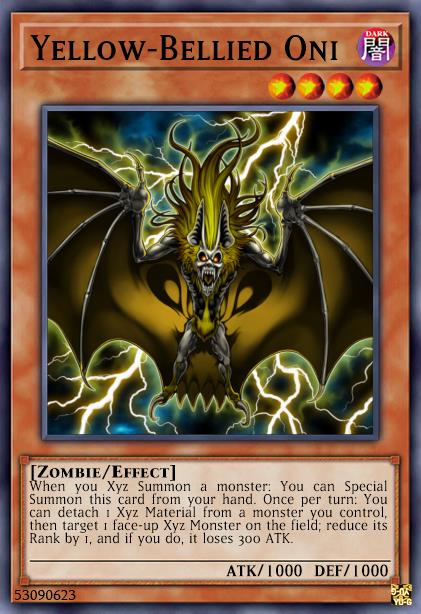 Yellow-Bellied Oni
DARK
闇
[Zombie/Effect]
When you Xyz Summon a monster: You can Special
Summon this card from your hand. Once per turn: You
can detach 1 Xyz Material from a monster you control,
then target 1 face-up Xyz Monster on the field; reduce its
Rank by 1, and if you do, it loses 300 ATK.
ATK/1000 DEF/1000
53090623